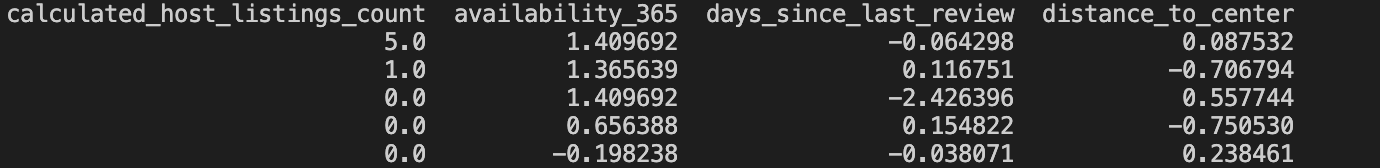 calculated_host_listings_count availability_365 days_since_last_review distance_to_center
5.0 1.409692 -0.064298 0.087532
1.0 1.365639 0.116751 -0.706794
0.0 1.409692 -2.426396 0.557744
0.0 0.656388 0.154822 -0.750530
0.0 -0.198238 -0.038071 0.238461